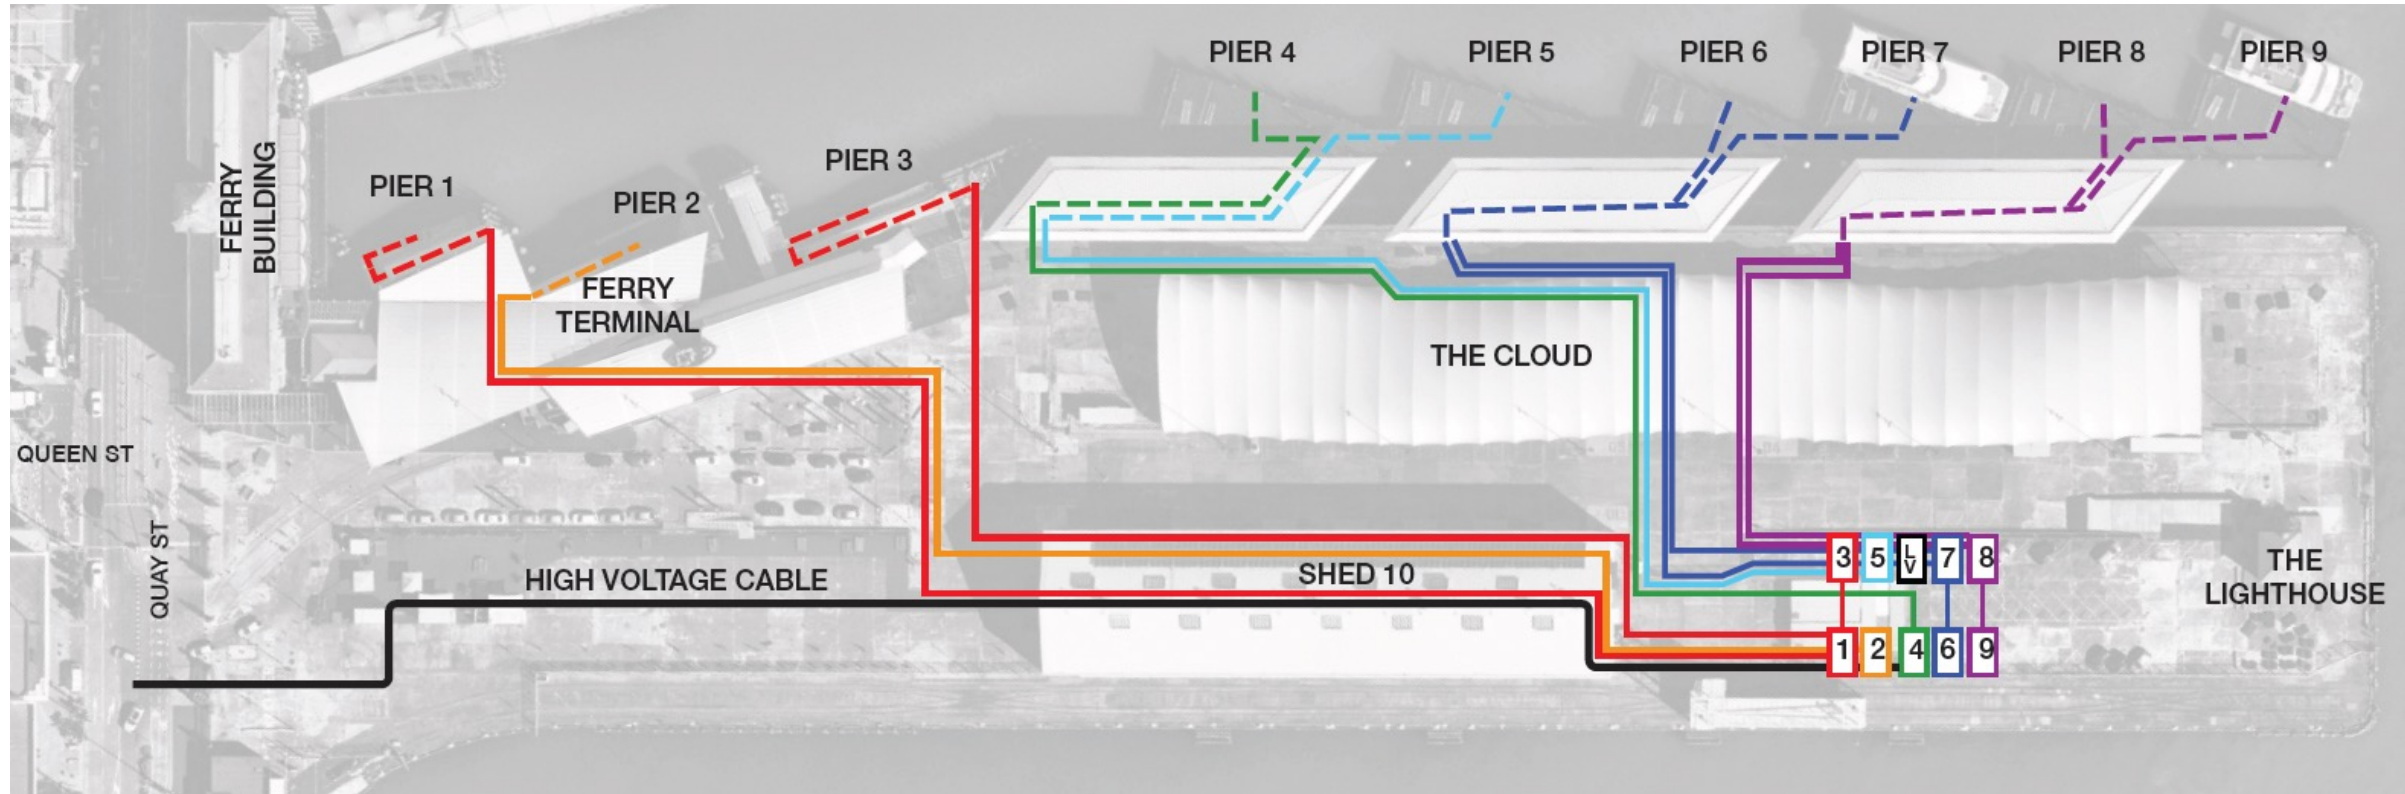 PIER 4
PIER 5
PIER 6
PIER 7
PIER 8
PIER 9
PIER 1
PIER 2
PIER 3
FERRY
BUILDING
FERRY
TERMINAL
THE CLOUD
QUEEN ST
QUAY ST
HIGH VOLTAGE CABLE
SHED 10
3
5
LV
7
8
1
2
4
6
9
THE
LIGHTHOUSE